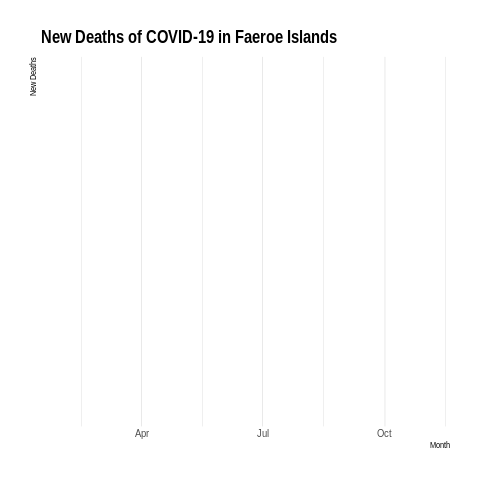 New Deaths of COVID-19 in Faeroe Islands
New Deaths
Apr Jul Oct
Month